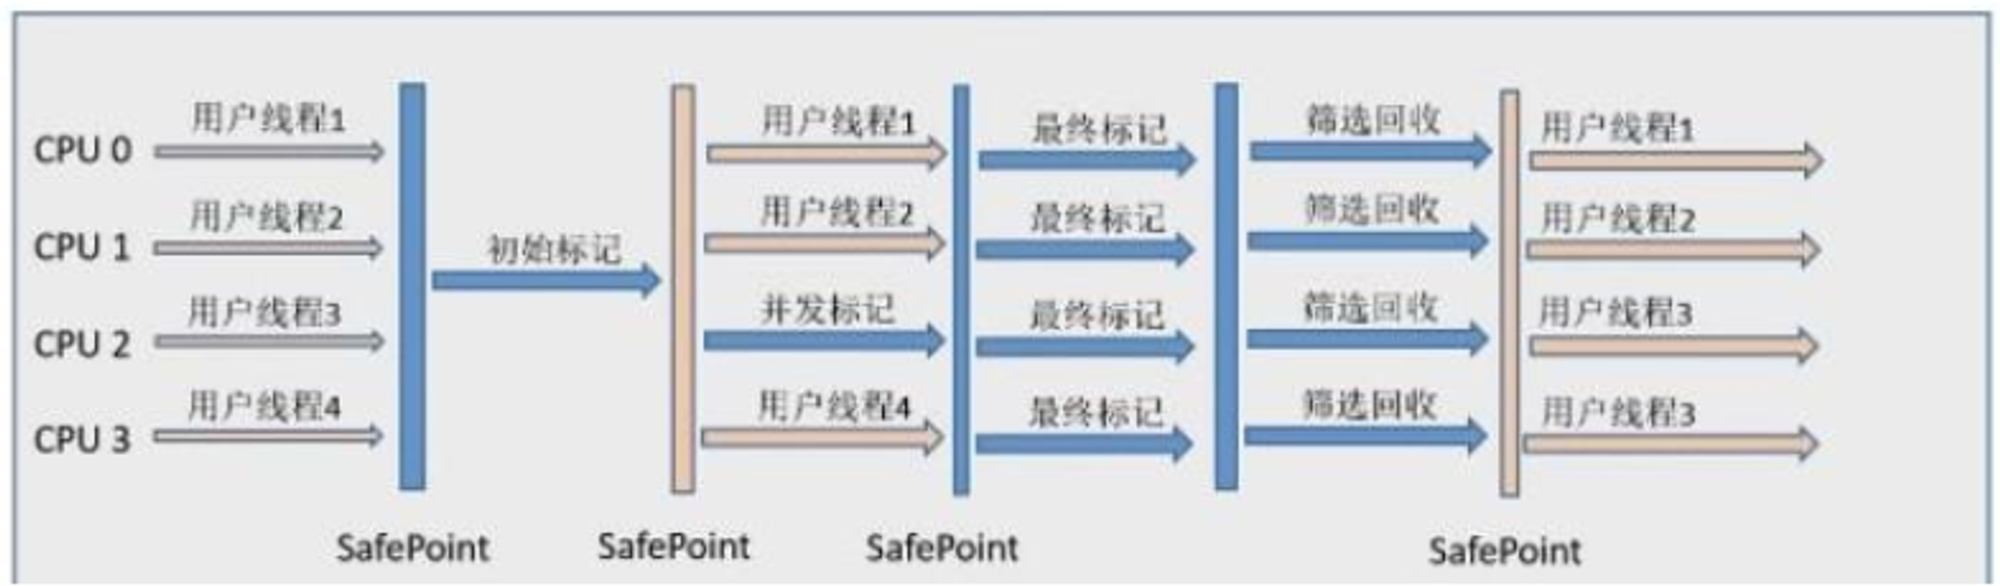 用户线程1
用户线程1
最终标记
筛选回收
用户线程1
CPU 0
用户线程2
用户线程2
最终标记
筛选回收
用户线程2
CPU 1
初始标记
用户线程3
并发标记
最终标记
筛选回收
用户线程3
CPU 2
用户线程4
用户线程4
最终标记
筛选回收
用户线程3
CPU 3
SafePoint
SafePoint
SafePoint
SafePoint